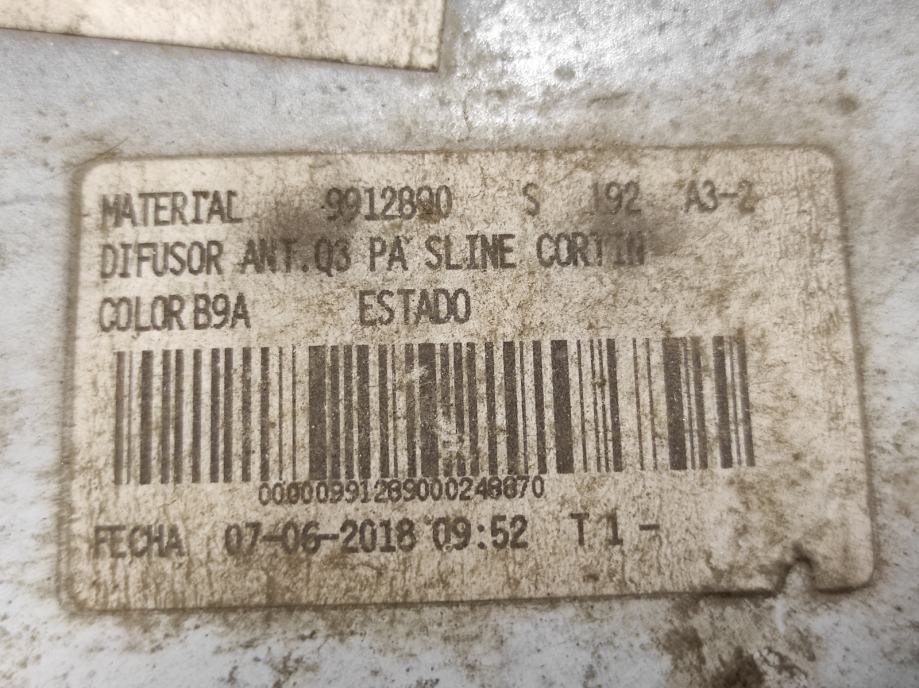 MATERIAL 9912890 S 192 A3-2
DIFUSOR ANT.Q3 PA SLINE CORTIN
COLOR B9A ESTADO
00000991289000248870
FECHA 07-06-2018 09:52 T 1 -